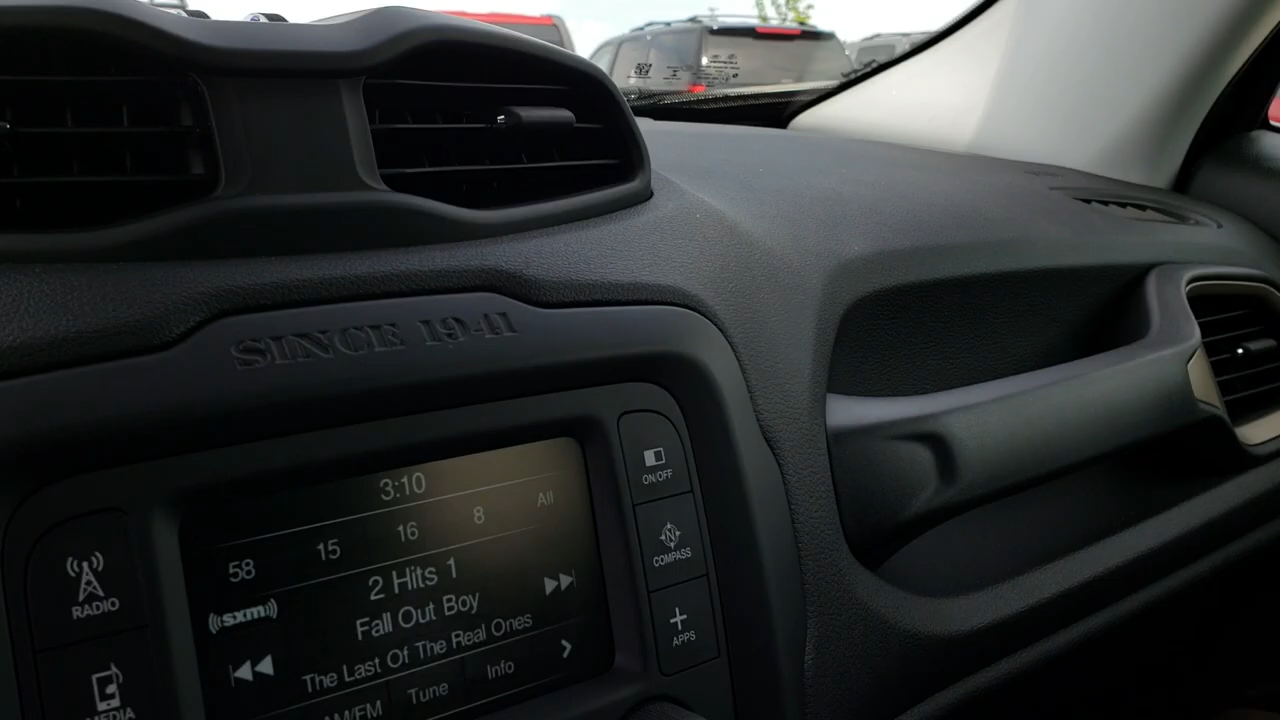 SINCE 1941
3:10
58 15 16 8 All
2 Hits 1
((sxm))
Fall Out Boy
The Last Of The Real Ones
AM/FM Tune Info
RADIO
MEDIA
ON/OFF
N
COMPASS
APPS